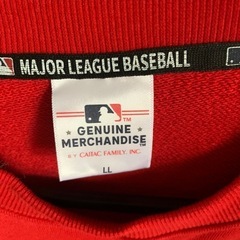 MAJOR LEAGUE BASEBALL
GENUINE
MERCHANDISE
CAITAC FAMILY, INC.
LL